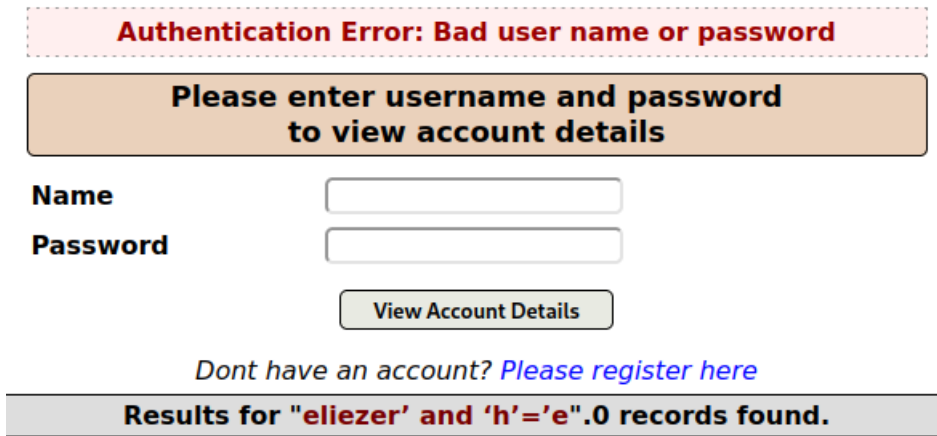 Authentication Error: Bad user name or password
Please enter username and password
to view account details
Name
Password
View Account Details
Dont have an account? Please register here
Results for "eliezer’ and ‘h’=’e".0 records found.